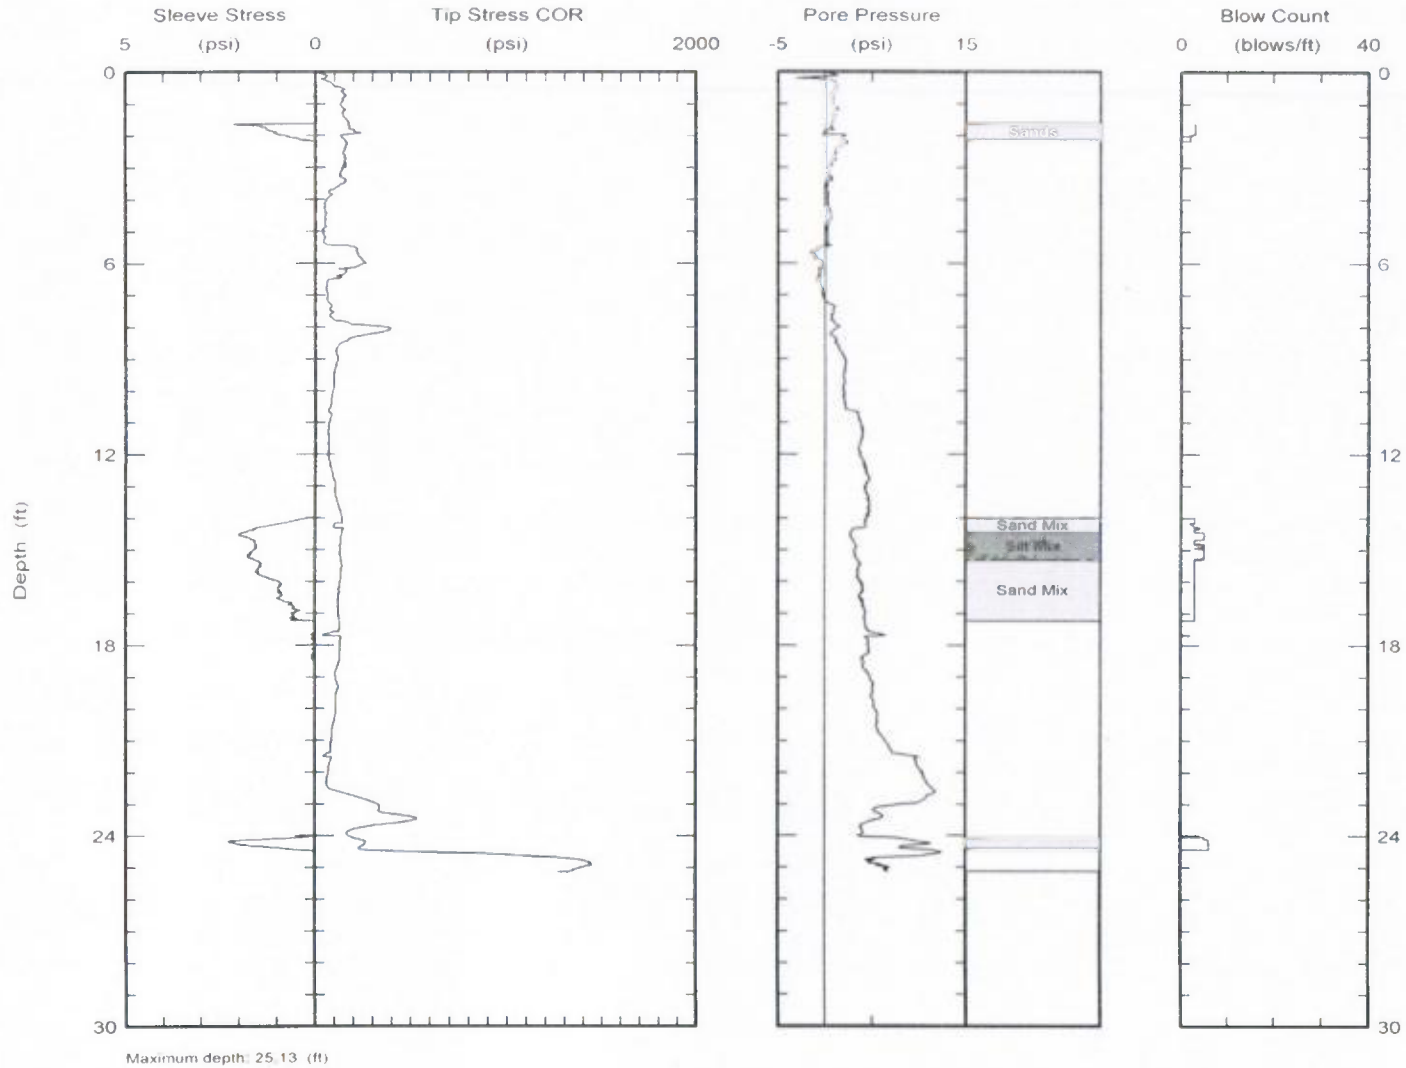 Sleeve Stress Tip Stress COR Pore Pressure Blow Count
5 (psi) 0 (psi) 2000 -5 (psi) 15 0 (blows/ft) 40
0 0
Sands
6 6
12 12
Sand Mix
Silt Mix
Sand Mix
18 18
24 24
30 30
Depth (ft)
Maximum depth: 25.13 (ft)